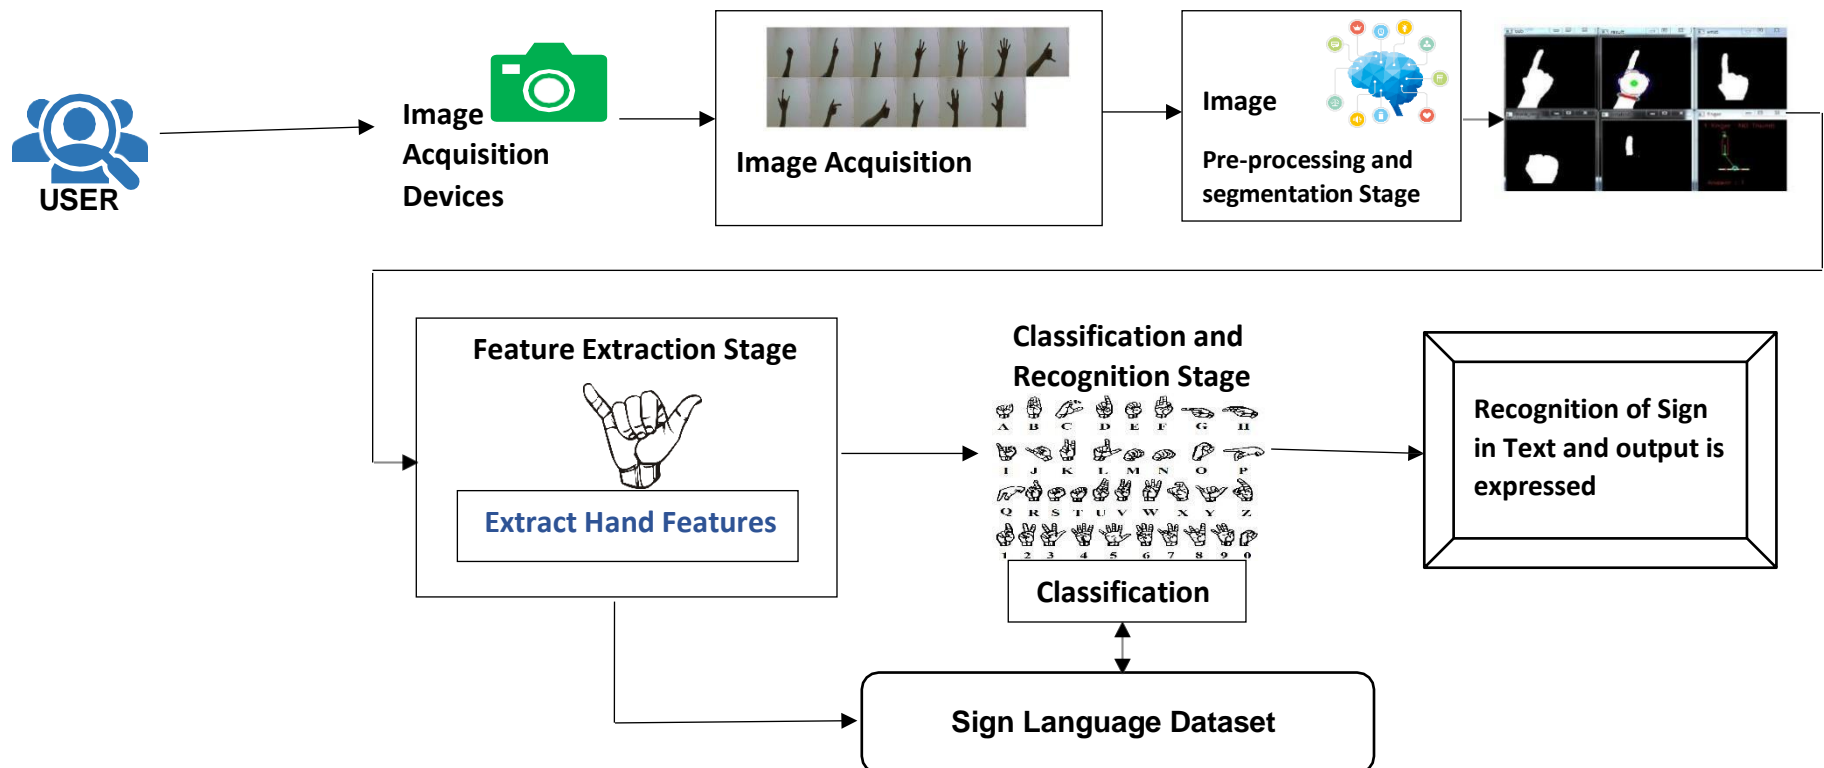 USER
Image
Acquisition
Devices
Image Acquisition
Image
Pre-processing and
segmentation Stage
result
Feature Extraction Stage
Extract Hand Features
Classification and
Recognition Stage
A B C D E F G H
I J K L M N O P
Q R S T U V W X Y Z
1 2 3 4 5 6 7 8 9 0
Classification
Recognition of Sign
in Text and output is
expressed
Sign Language Dataset